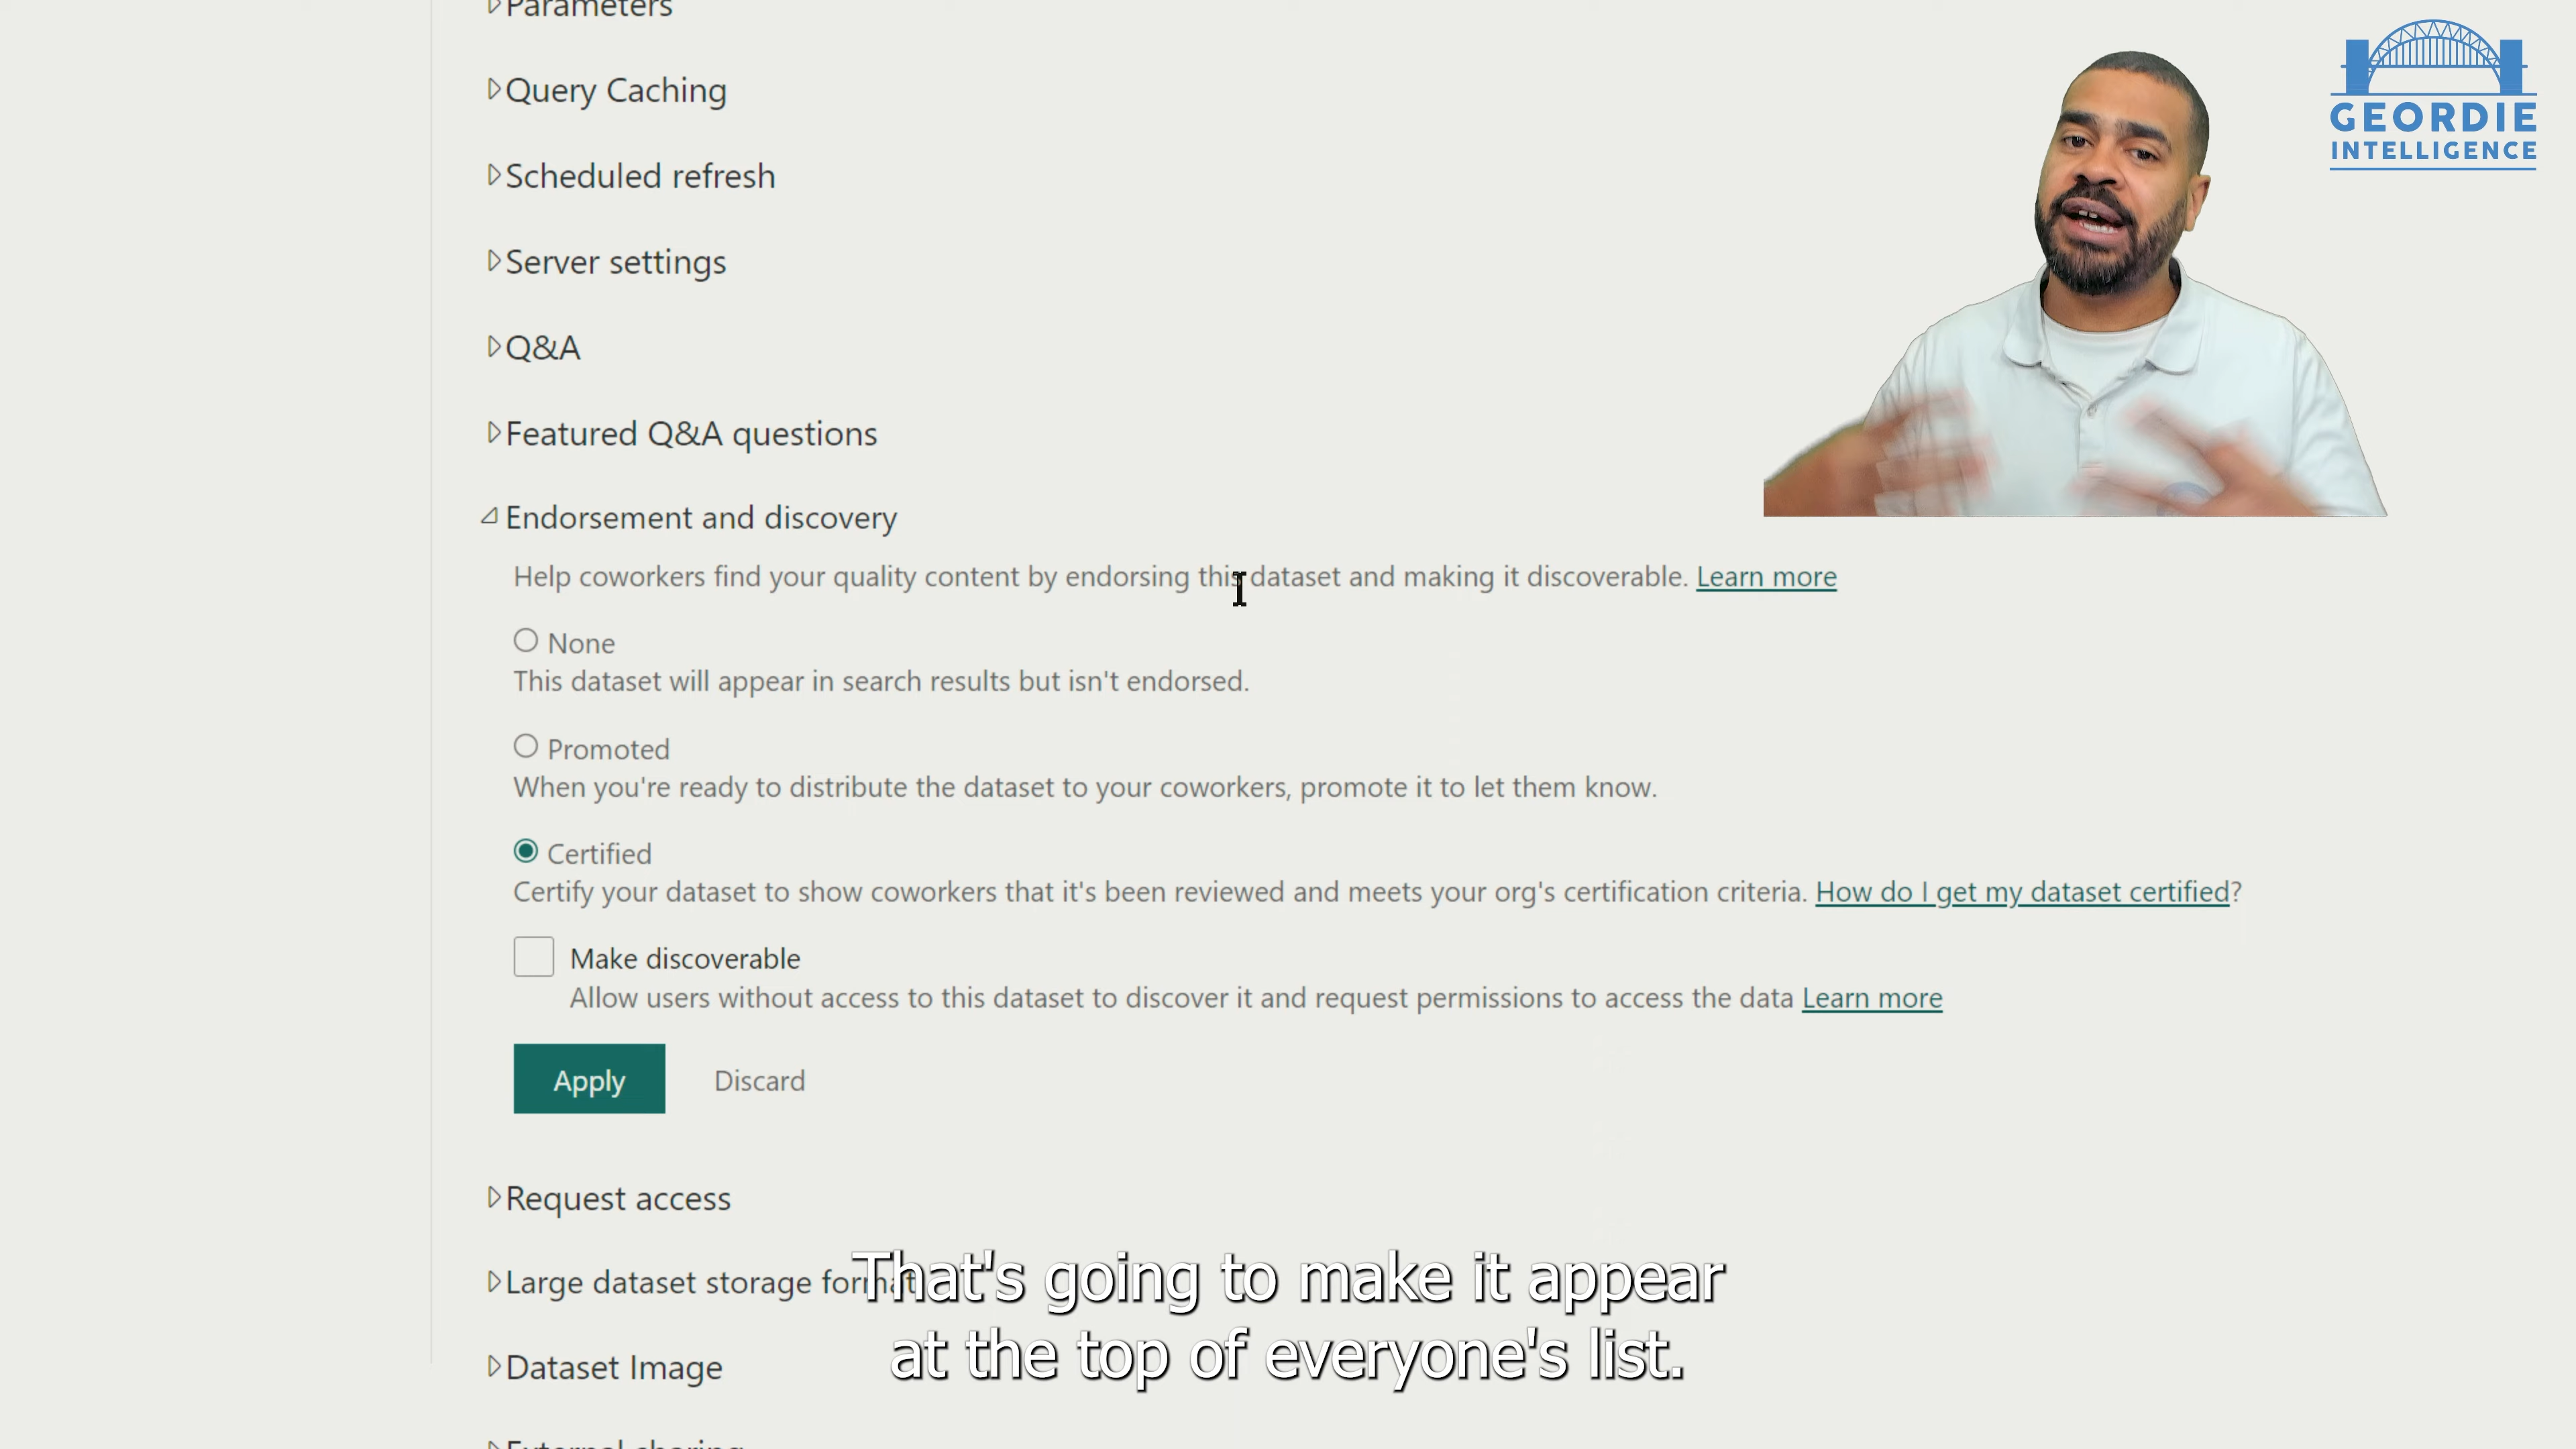 Parameters
Query Caching
Scheduled refresh
Server settings
Q&A
Featured Q&A questions
Endorsement and discovery
Help coworkers find your quality content by endorsing this dataset and making it discoverable. Learn more
None
This dataset will appear in search results but isn't endorsed.
Promoted
When you're ready to distribute the dataset to your coworkers, promote it to let them know.
Certified
Certify your dataset to show coworkers that it's been reviewed and meets your org's certification criteria. How do I get my dataset certified?
Make discoverable
Allow users without access to this dataset to discover it and request permissions to access the data Learn more
Apply Discard
Request access
Large dataset storage format
Dataset Image
External sharing
GEORDIE
INTELLIGENCE
That's going to make it appear
at the top of everyone's list.